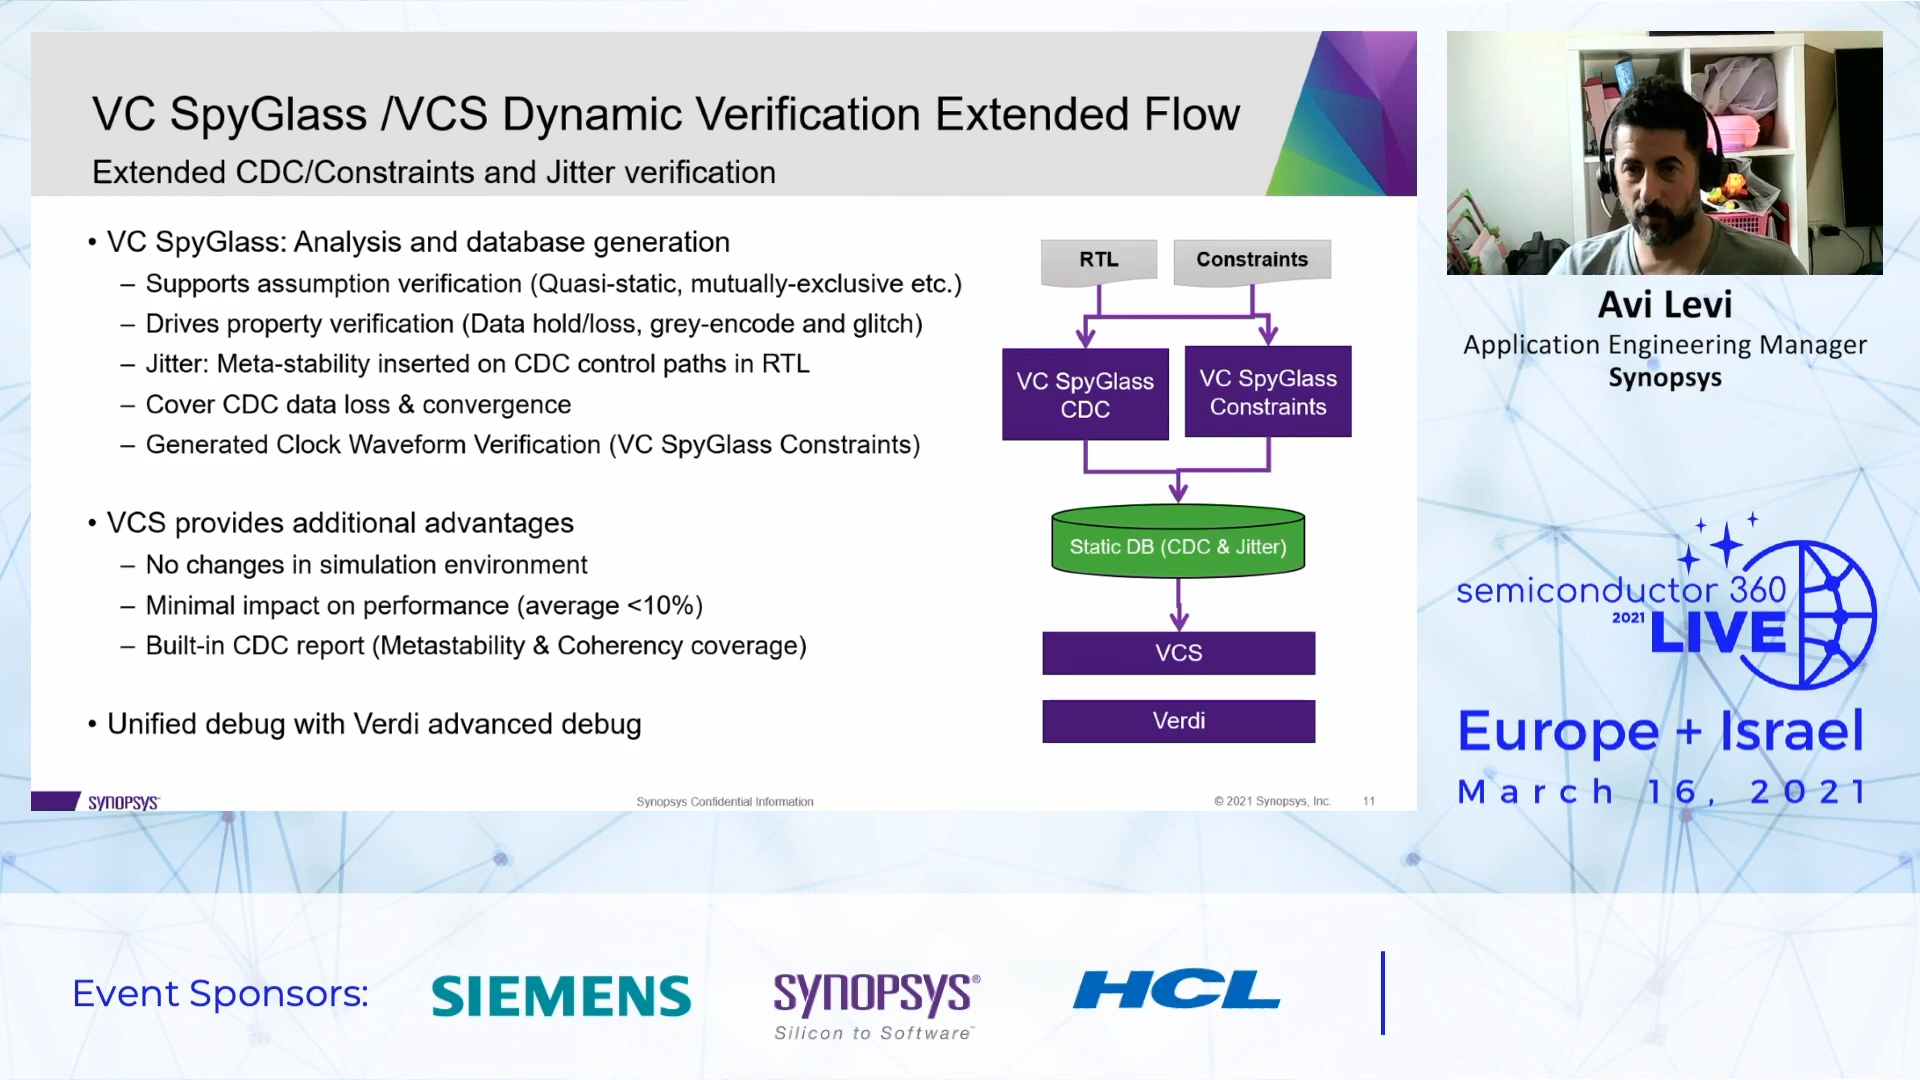 VC SpyGlass /VCS Dynamic Verification Extended Flow
Extended CDC/Constraints and Jitter verification
• VC SpyGlass: Analysis and database generation
– Supports assumption verification (Quasi-static, mutually-exclusive etc.)
– Drives property verification (Data hold/loss, grey-encode and glitch)
– Jitter: Meta-stability inserted on CDC control paths in RTL
– Cover CDC data loss & convergence
– Generated Clock Waveform Verification (VC SpyGlass Constraints)
• VCS provides additional advantages
– No changes in simulation environment
– Minimal impact on performance (average <10%)
– Built-in CDC report (Metastability & Coherency coverage)
• Unified debug with Verdi advanced debug
RTL
Constraints
VC SpyGlass
CDC
VC SpyGlass
Constraints
Static DB (CDC & Jitter)
VCS
Verdi
SYNOPSYS
Synopsys Confidential Information
© 2021 Synopsys, Inc.
11
Avi Levi
Application Engineering Manager
Synopsys
semiconductor 360
2021 LIVE
Europe + Israel
March 16, 2021
Event Sponsors:
SIEMENS
SYNOPSYS®
Silicon to Software™
HCL